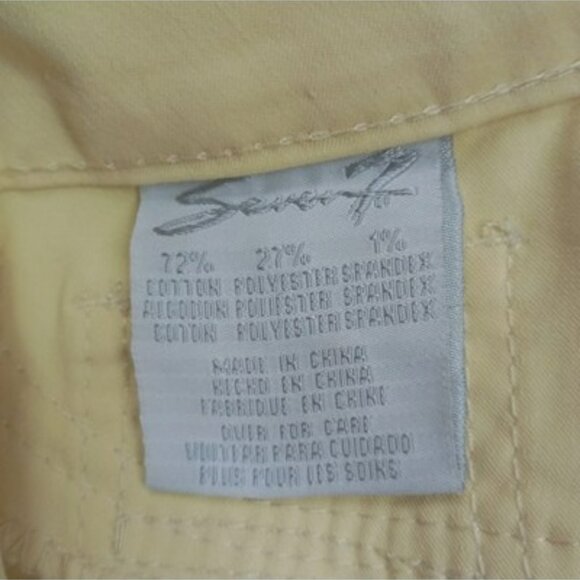 Seven7
72% 27% 1%
COTTON POLYESTER SPANDEX
ALGODON POLIESTER SPANDEX
COTON POLYESTER SPANDEX
MADE IN CHINA
HECHO EN CHINA
FABRIQUE EN CHINE
OVER FOR CARE
VOLTEAR PARA CUIDADO
PLUS POUR LES SOINS